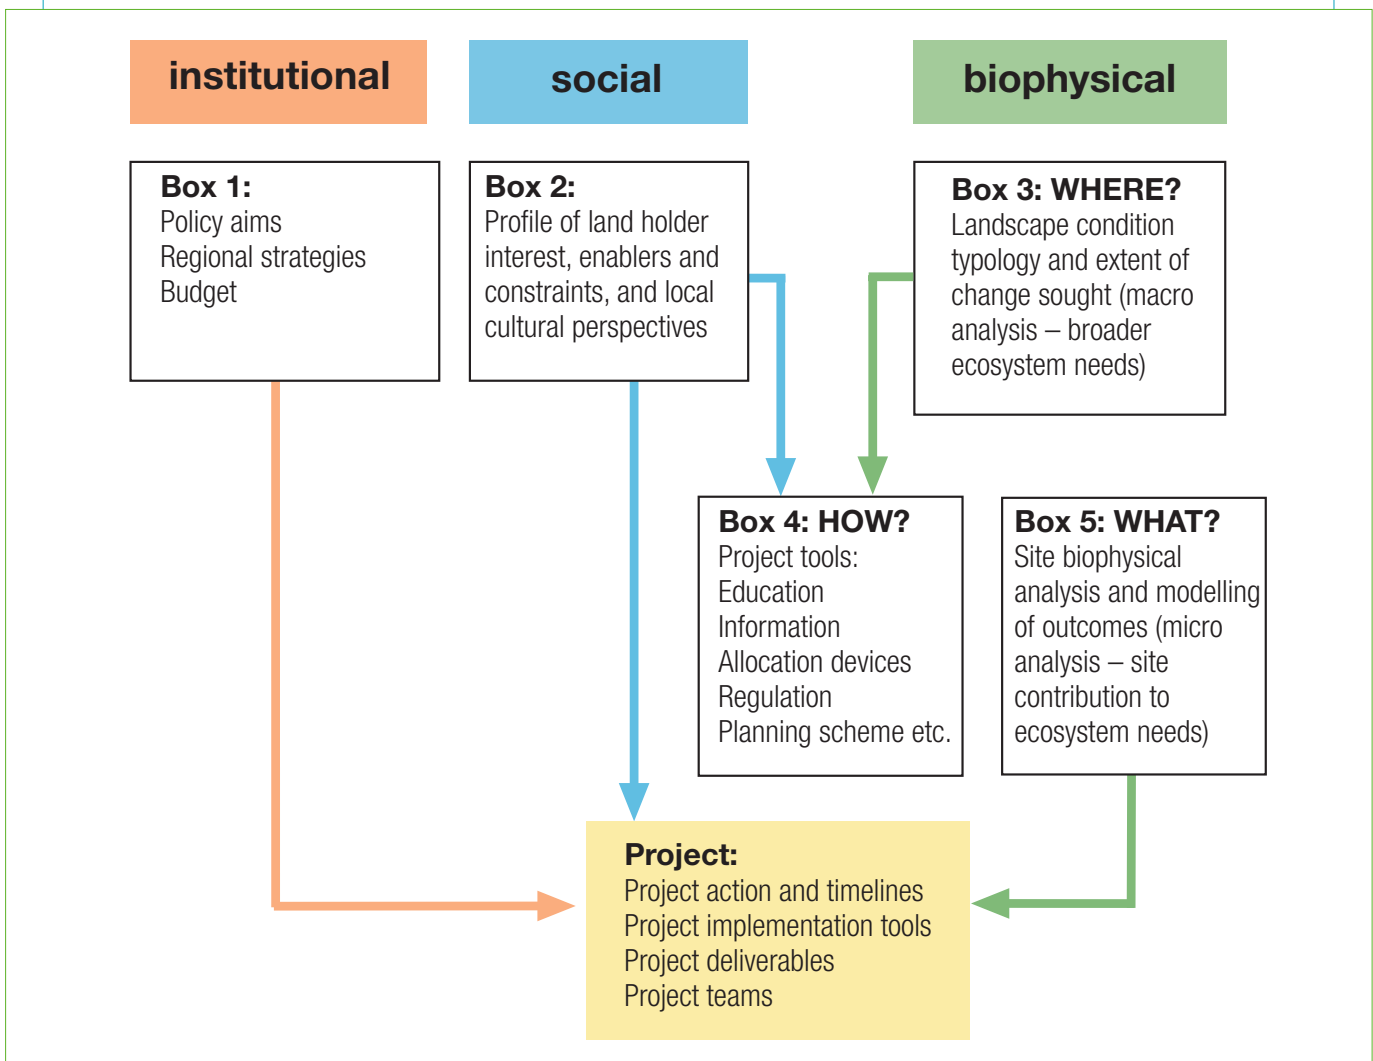 institutional
social
biophysical
Box 1:
Policy aims
Regional strategies
Budget
Box 2:
Profile of land holder
interest, enablers and
constraints, and local
cultural perspectives
Box 3: WHERE?
Landscape condition
typology and extent of
change sought (macro
analysis – broader
ecosystem needs)
Box 4: HOW?
Project tools:
Education
Information
Allocation devices
Regulation
Planning scheme etc.
Box 5: WHAT?
Site biophysical
analysis and modelling
of outcomes (micro
analysis – site
contribution to
ecosystem needs)
Project:
Project action and timelines
Project implementation tools
Project deliverables
Project teams